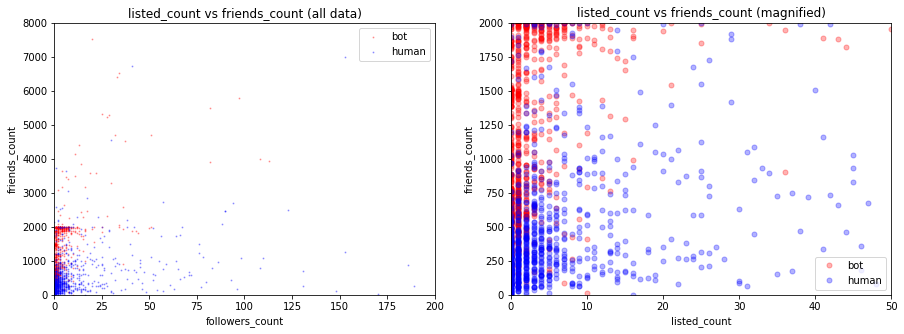 listed_count vs friends_count (all data)
friends_count
8000
7000
6000
5000
4000
3000
2000
1000
0
bot
human
0 25 50 75 100 125 150 175 200
followers_count
listed_count vs friends_count (magnified)
friends_count
2000
1750
1500
1250
1000
750
500
250
0
bot
human
0 10 20 30 40 50
listed_count